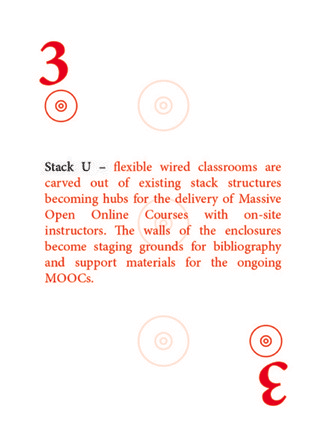 3
Stack U – flexible wired classrooms are
carved out of existing stack structures
becoming hubs for the delivery of Massive
Open Online Courses with on-site
instructors. The walls of the enclosures
become staging grounds for bibliography
and support materials for the ongoing
MOOCs.
3